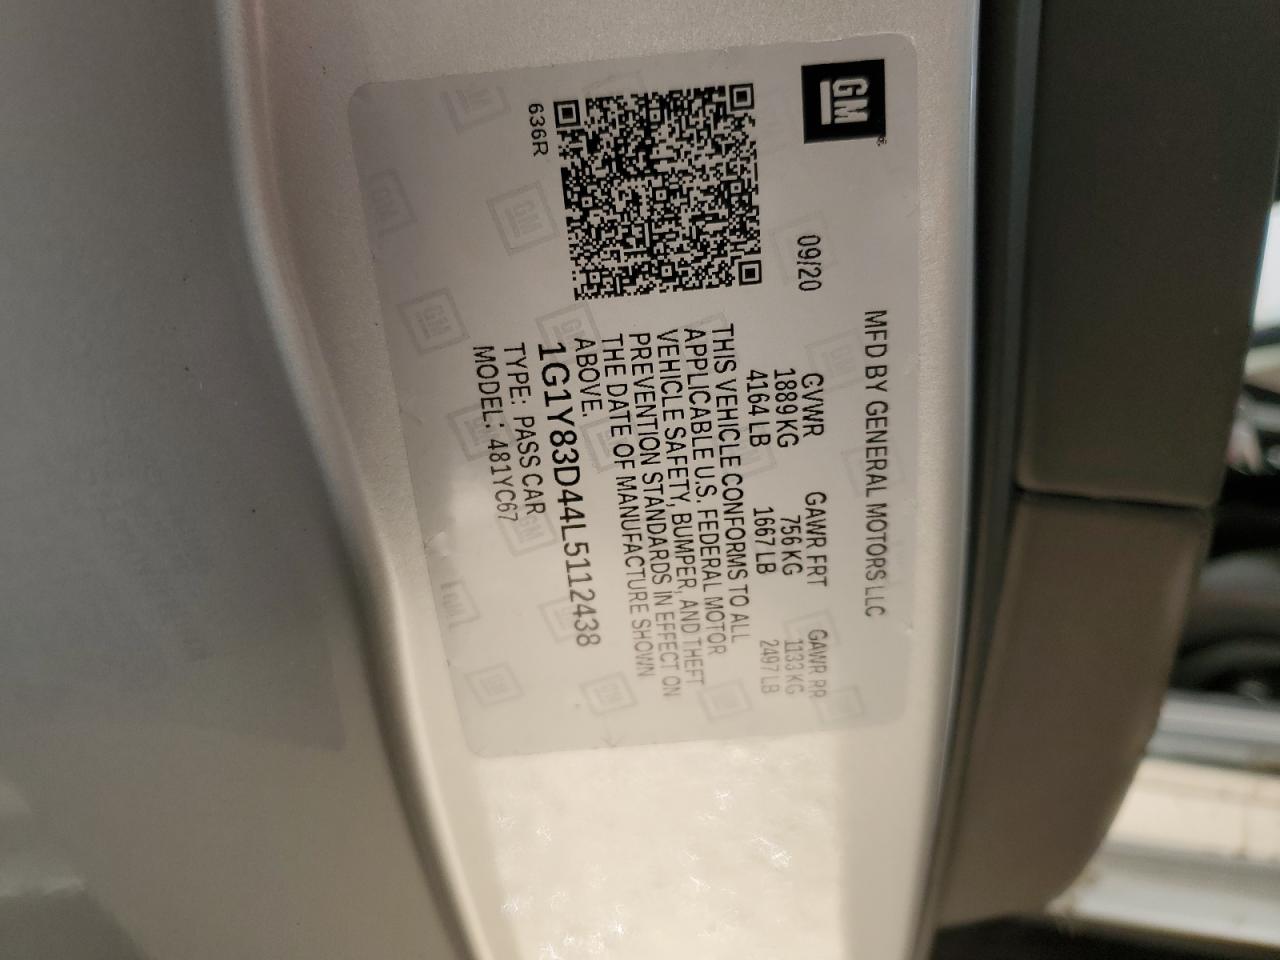 GM
MFD BY GENERAL MOTORS LLC
09/20
GVWR GAWR FRT GAWR RR
1889 KG 756 KG 1133 KG
4164 LB 1667 LB 2497 LB
THIS VEHICLE CONFORMS TO ALL
APPLICABLE U.S. FEDERAL MOTOR
VEHICLE SAFETY, BUMPER, AND THEFT
PREVENTION STANDARDS IN EFFECT ON
THE DATE OF MANUFACTURE SHOWN
ABOVE.
1G1Y83D44L5112438
TYPE: PASS CAR
MODEL: 481YC67
636R